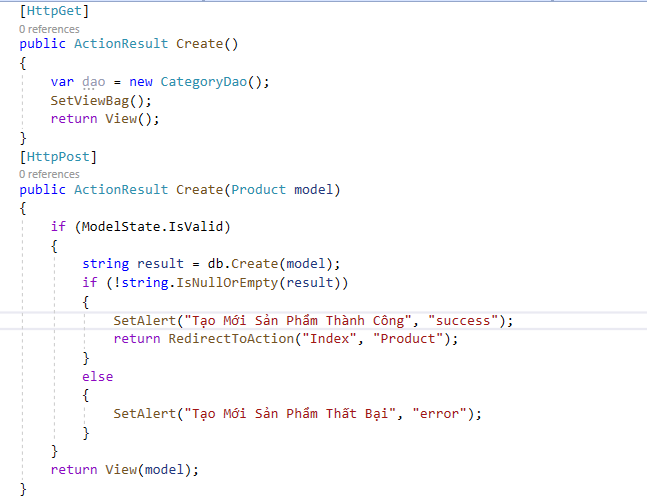 [HttpGet]
0 references
public ActionResult Create()
{
    var dao = new CategoryDao();
    SetViewBag();
    return View();
}
[HttpPost]
0 references
public ActionResult Create(Product model)
{
    if (ModelState.IsValid)
    {
        string result = db.Create(model);
        if (!string.IsNullOrEmpty(result))
        {
            SetAlert("Tạo Mới Sản Phẩm Thành Công", "success");
            return RedirectToAction("Index", "Product");
        }
        else
        {
            SetAlert("Tạo Mới Sản Phẩm Thất Bại", "error");
        }
    }
    return View(model);
}